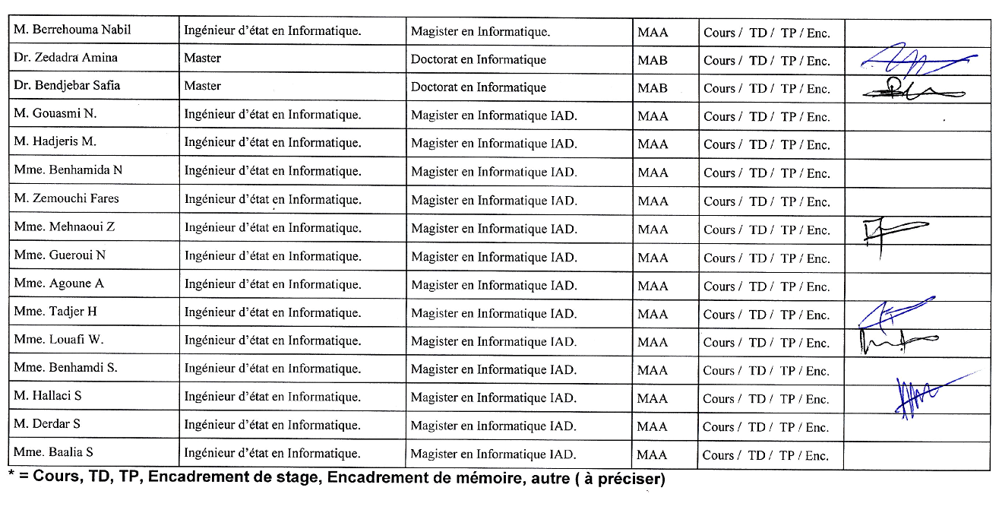 M. Berrehouma Nabil Ingénieur d’état en Informatique. Magister en Informatique. MAA Cours / TD / TP / Enc.
Dr. Zedadra Amina Master Doctorat en Informatique MAB Cours / TD / TP / Enc.
Dr. Bendjebar Safia Master Doctorat en Informatique MAB Cours / TD / TP / Enc.
M. Gouasmi N. Ingénieur d’état en Informatique. Magister en Informatique IAD. MAA Cours / TD / TP / Enc.
M. Hadjeris M. Ingénieur d’état en Informatique. Magister en Informatique IAD. MAA Cours / TD / TP / Enc.
Mme. Benhamida N Ingénieur d’état en Informatique. Magister en Informatique IAD. MAA Cours / TD / TP / Enc.
M. Zemouchi Fares Ingénieur d’état en Informatique. Magister en Informatique IAD. MAA Cours / TD / TP / Enc.
Mme. Mehnaoui Z Ingénieur d’état en Informatique. Magister en Informatique IAD. MAA Cours / TD / TP / Enc.
Mme. Gueroui N Ingénieur d’état en Informatique. Magister en Informatique IAD. MAA Cours / TD / TP / Enc.
Mme. Agoune A Ingénieur d’état en Informatique. Magister en Informatique IAD. MAA Cours / TD / TP / Enc.
Mme. Tadjer H Ingénieur d’état en Informatique. Magister en Informatique IAD. MAA Cours / TD / TP / Enc.
Mme. Louafi W. Ingénieur d’état en Informatique. Magister en Informatique IAD. MAA Cours / TD / TP / Enc.
Mme. Benhamdi S. Ingénieur d’état en Informatique. Magister en Informatique IAD. MAA Cours / TD / TP / Enc.
M. Hallaci S Ingénieur d’état en Informatique. Magister en Informatique IAD. MAA Cours / TD / TP / Enc.
M. Derdar S Ingénieur d’état en Informatique. Magister en Informatique IAD. MAA Cours / TD / TP / Enc.
Mme. Baalia S Ingénieur d’état en Informatique. Magister en Informatique IAD. MAA Cours / TD / TP / Enc.
* = Cours, TD, TP, Encadrement de stage, Encadrement de mémoire, autre ( à préciser)